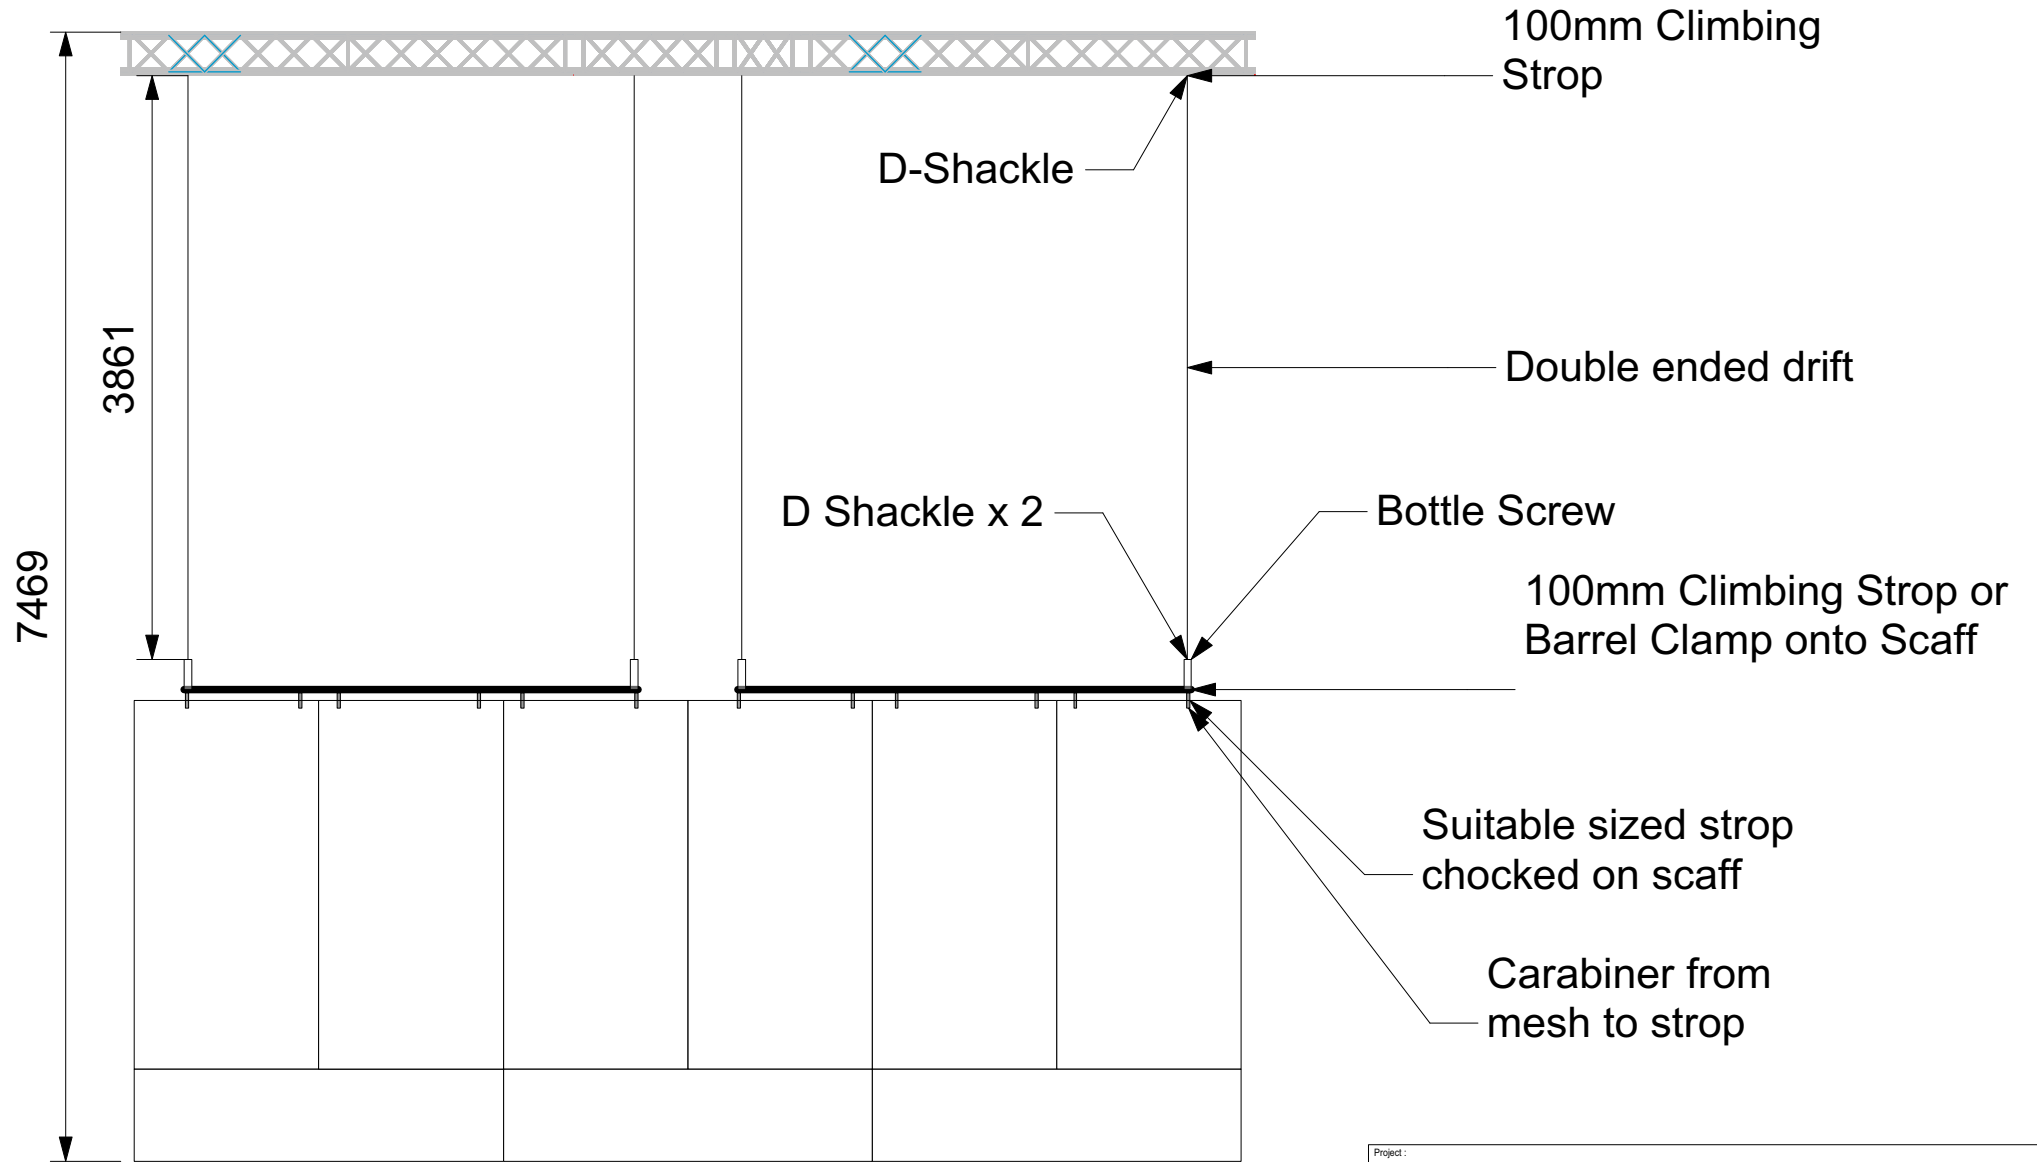 100mm Climbing
Strop
D-Shackle
3861
Double ended drift
D Shackle x 2
Bottle Screw
7469
100mm Climbing Strop or
Barrel Clamp onto Scaff
Suitable sized strop
chocked on scaff
Carabiner from
mesh to strop
Project :